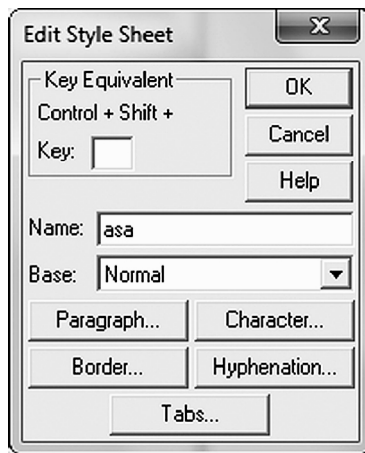 Edit Style Sheet
Key Equivalent
Control + Shift +
Key:
OK
Cancel
Help
Name: asa
Base: Normal
Paragraph... Character...
Border... Hyphenation...
Tabs...